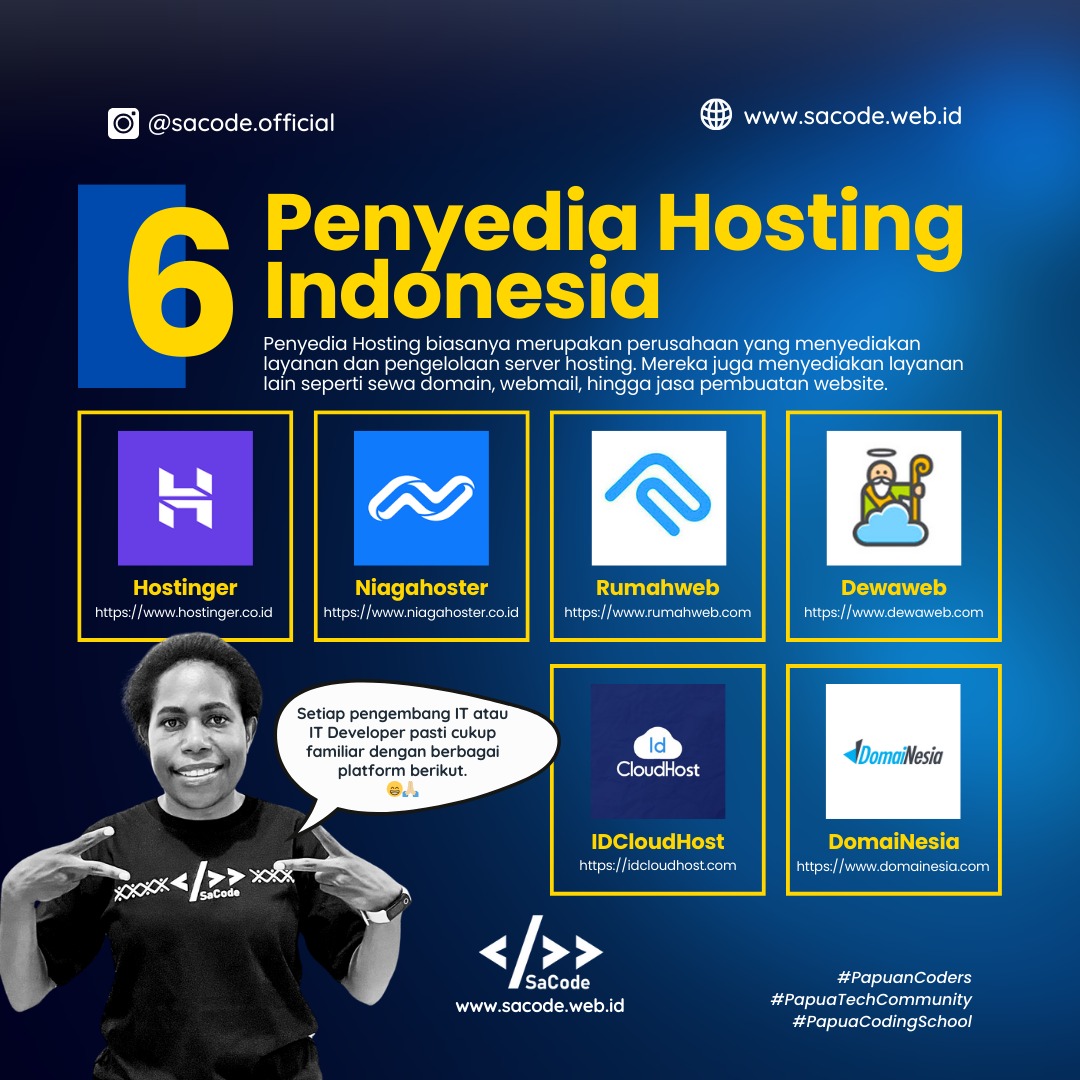 @sacode.official
www.sacode.web.id
6
Penyedia Hosting
Indonesia
Penyedia Hosting biasanya merupakan perusahaan yang menyediakan
layanan dan pengelolaan server hosting. Mereka juga menyediakan layanan
lain seperti sewa domain, webmail, hingga jasa pembuatan website.
Hostinger
https://www.hostinger.co.id
Niagahoster
https://www.niagahoster.co.id
Rumahweb
https://www.rumahweb.com
Dewaweb
https://www.dewaweb.com
Setiap pengembang IT atau
IT Developer pasti cukup
familiar dengan berbagai
platform berikut.
😁🙏🏻
Id
CloudHost
IDCloudHost
https://idcloudhost.com
DomaiNesia
DomaiNesia
https://www.domainesia.com
XXXX</>> XXX
SaCode
</>>
SaCode
www.sacode.web.id
#PapuanCoders
#PapuaTechCommunity
#PapuaCodingSchool